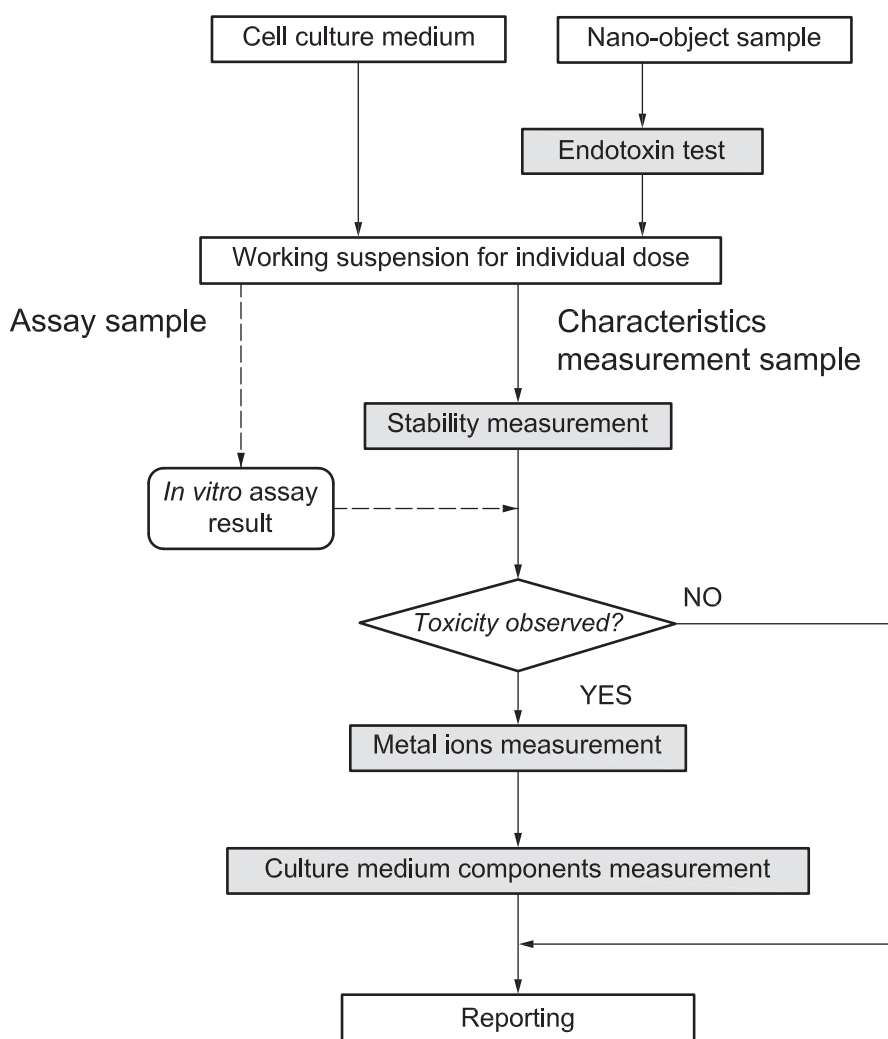 Cell culture medium
Nano-object sample
Endotoxin test
Working suspension for individual dose
Assay sample
Characteristics
measurement sample
Stability measurement
In vitro assay
result
Toxicity observed?
NO
YES
Metal ions measurement
Culture medium components measurement
Reporting